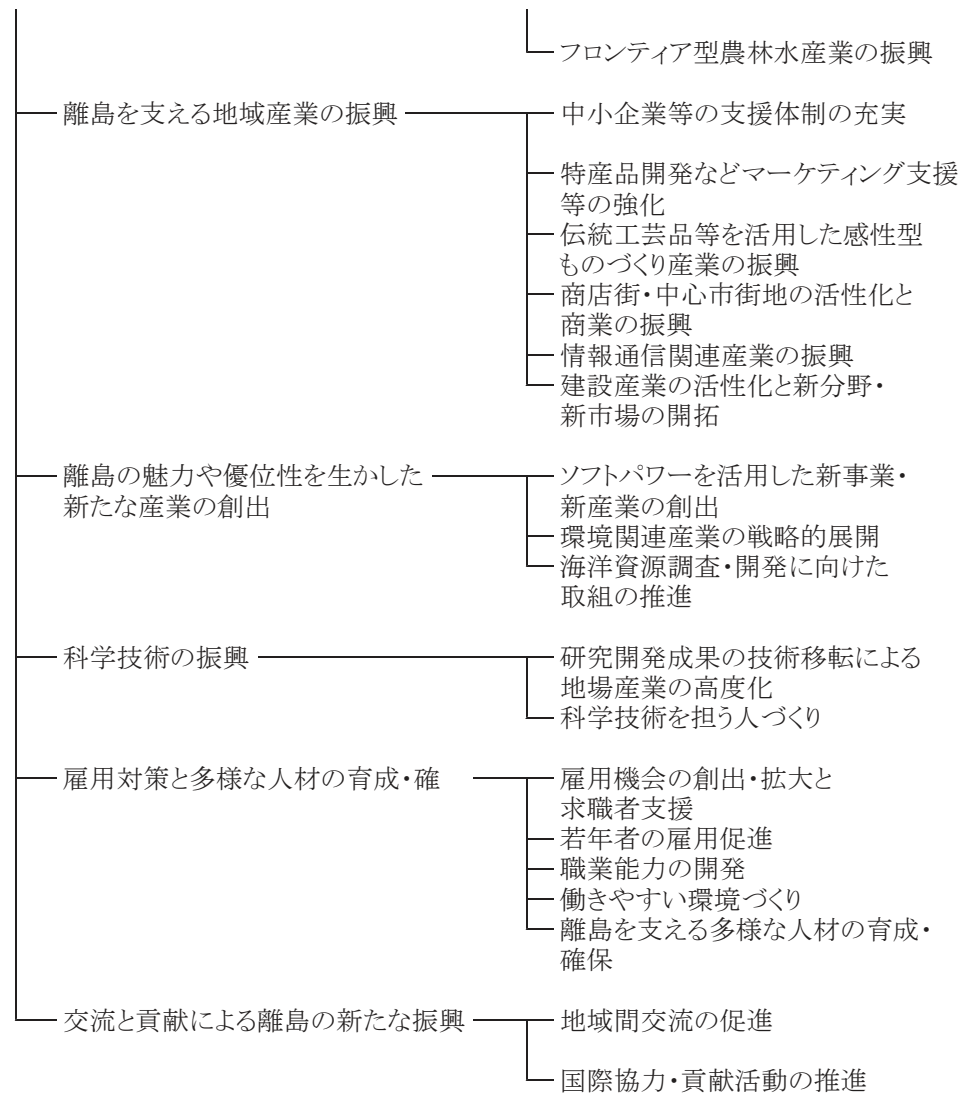 フロンティア型農林水産業の振興
離島を支える地域産業の振興
中小企業等の支援体制の充実
特産品開発などマーケティング支援
等の強化
伝統工芸品等を活用した感性型
ものづくり産業の振興
商店街・中心市街地の活性化と
商業の振興
情報通信関連産業の振興
建設産業の活性化と新分野・
新市場の開拓
離島の魅力や優位性を生かした
新たな産業の創出
ソフトパワーを活用した新事業・
新産業の創出
環境関連産業の戦略的展開
海洋資源調査・開発に向けた
取組の推進
科学技術の振興
研究開発成果の技術移転による
地場産業の高度化
科学技術を担う人づくり
雇用対策と多様な人材の育成・確
雇用機会の創出・拡大と
求職者支援
若年者の雇用促進
職業能力の開発
働きやすい環境づくり
離島を支える多様な人材の育成・
確保
交流と貢献による離島の新たな振興
地域間交流の促進
国際協力・貢献活動の推進